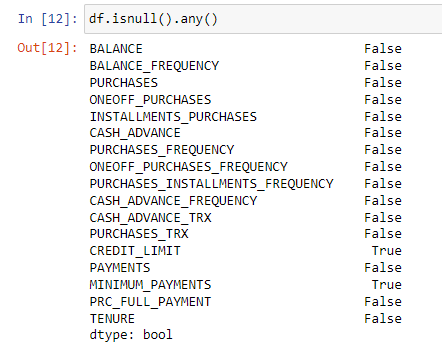 In [12]: df.isnull().any()
Out[12]: BALANCE False
BALANCE_FREQUENCY False
PURCHASES False
ONEOFF_PURCHASES False
INSTALLMENTS_PURCHASES False
CASH_ADVANCE False
PURCHASES_FREQUENCY False
ONEOFF_PURCHASES_FREQUENCY False
PURCHASES_INSTALLMENTS_FREQUENCY False
CASH_ADVANCE_FREQUENCY False
CASH_ADVANCE_TRX False
PURCHASES_TRX False
CREDIT_LIMIT True
PAYMENTS False
MINIMUM_PAYMENTS True
PRC_FULL_PAYMENT False
TENURE False
dtype: bool